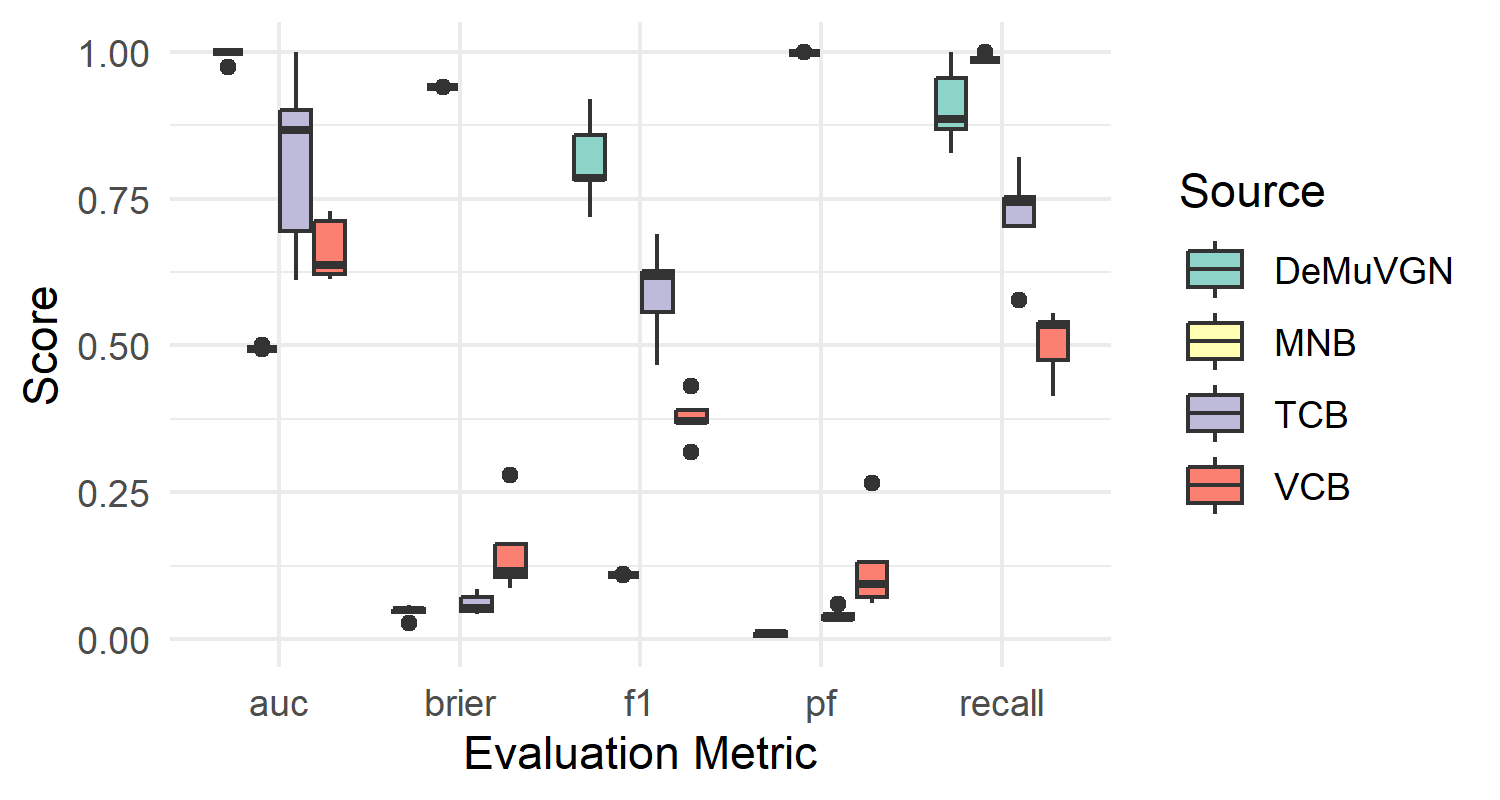 Score
1.00
0.75
0.50
0.25
0.00
auc brier f1 pf recall
Evaluation Metric
Source
DeMuVGN
MNB
TCB
VCB